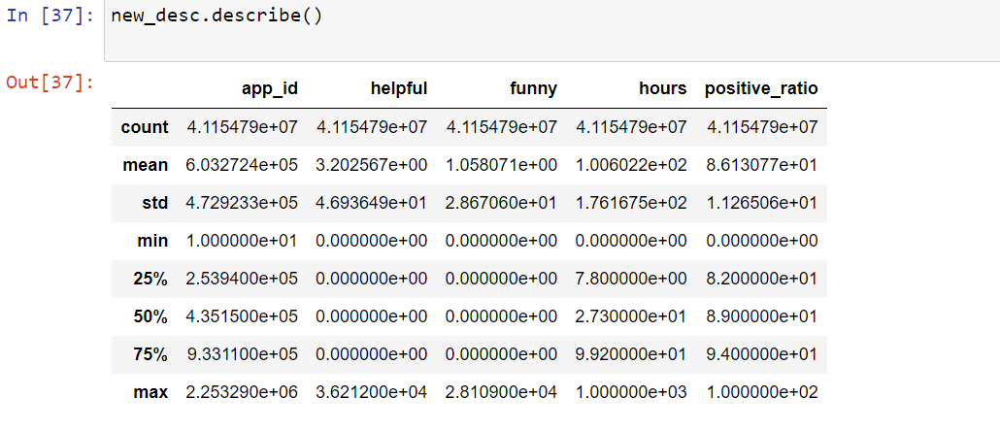 In [37]: new_desc.describe()
Out[37]:
app_id helpful funny hours positive_ratio
count 4.115479e+07 4.115479e+07 4.115479e+07 4.115479e+07 4.115479e+07
mean 6.032724e+05 3.202567e+00 1.058071e+00 1.006022e+02 8.613077e+01
std 4.729233e+05 4.693649e+01 2.867060e+01 1.761675e+02 1.126506e+01
min 1.000000e+01 0.000000e+00 0.000000e+00 0.000000e+00 0.000000e+00
25% 2.539400e+05 0.000000e+00 0.000000e+00 7.800000e+00 8.200000e+01
50% 4.351500e+05 0.000000e+00 0.000000e+00 2.730000e+01 8.900000e+01
75% 9.331100e+05 0.000000e+00 0.000000e+00 9.920000e+01 9.400000e+01
max 2.253290e+06 3.621200e+04 2.810900e+04 1.000000e+03 1.000000e+02